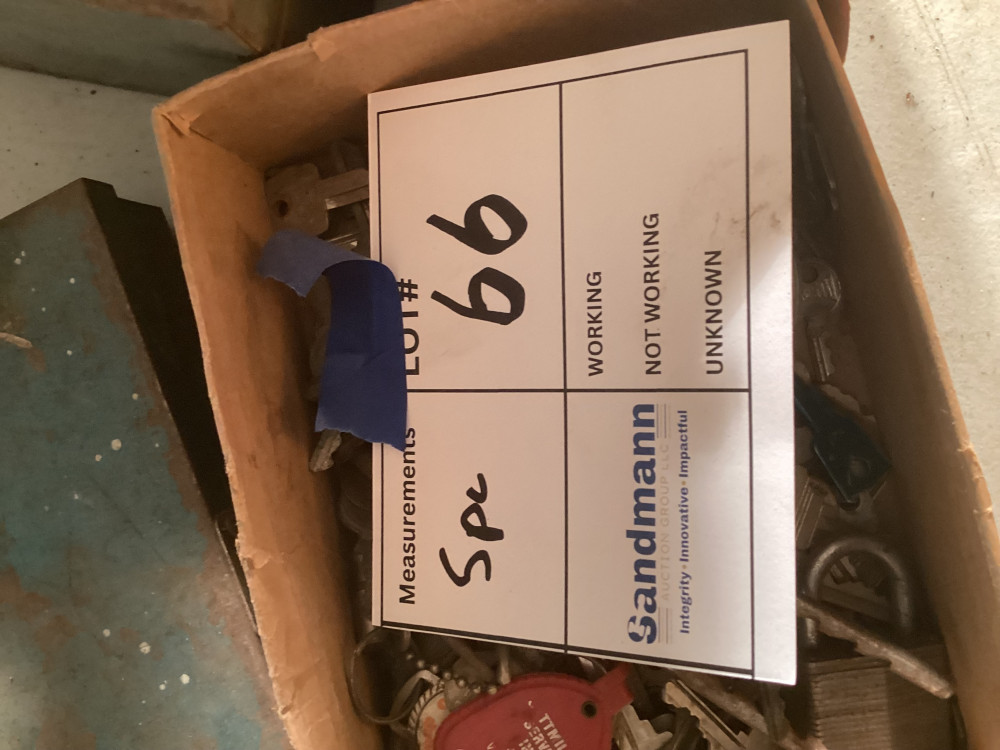 Measurements
5pc
LOT#
66
Sandmann
AUCTION GROUP LLC
Integrity • Innovative • Impactful
WORKING
NOT WORKING
UNKNOWN